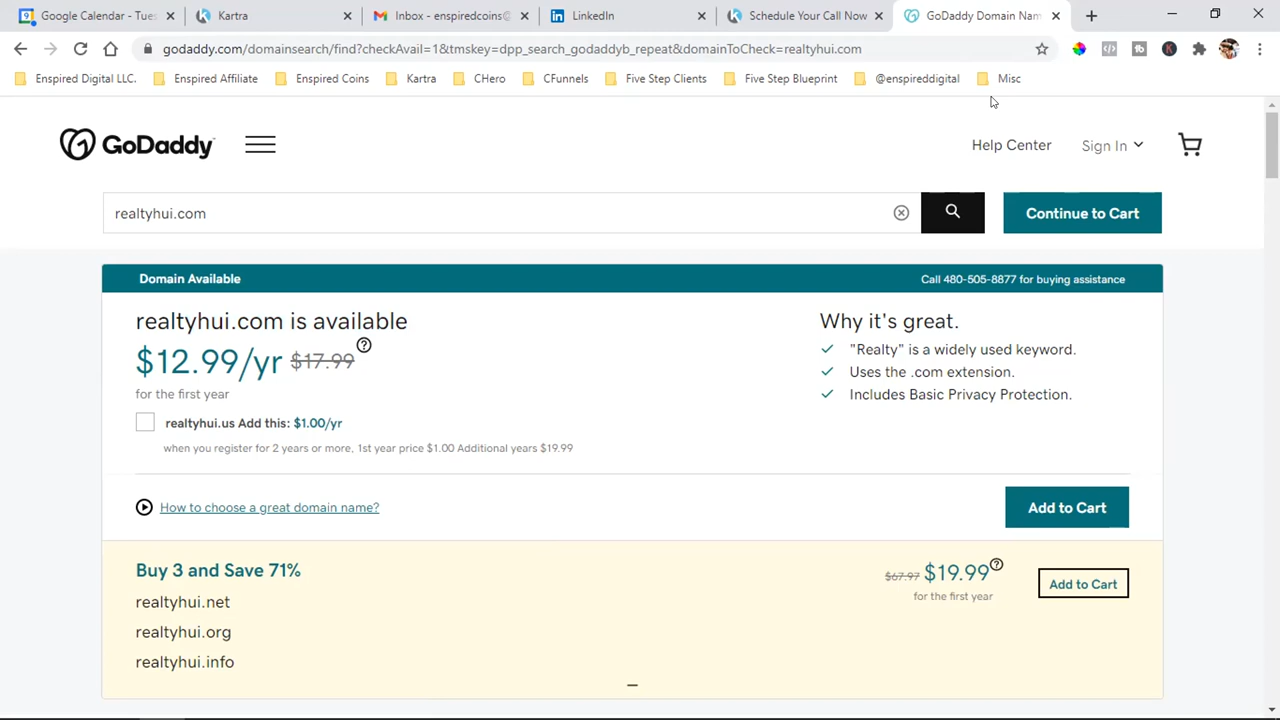 Google Calendar - Tues
Kartra
Inbox - enspiredcoins@
LinkedIn
Schedule Your Call Now
GoDaddy Domain Nam
godaddy.com/domainsearch/find?checkAvail=1&tmskey=dpp_search_godaddyb_repeat&domainToCheck=realtyhui.com
Enspired Digital LLC.
Enspired Affiliate
Enspired Coins
Kartra
CHero
CFunnels
Five Step Clients
Five Step Blueprint
@enspireddigital
Misc
GoDaddy
Help Center
Sign In
realtyhui.com
Continue to Cart
Domain Available
Call 480-505-8877 for buying assistance
realtyhui.com is available
$12.99/yr $17.99
for the first year
realtyhui.us Add this: $1.00/yr
when you register for 2 years or more, 1st year price $1.00 Additional years $19.99
Why it's great.
"Realty" is a widely used keyword.
Uses the .com extension.
Includes Basic Privacy Protection.
How to choose a great domain name?
Add to Cart
Buy 3 and Save 71%
realtyhui.net
realtyhui.org
realtyhui.info
$67.97 $19.99
for the first year
Add to Cart